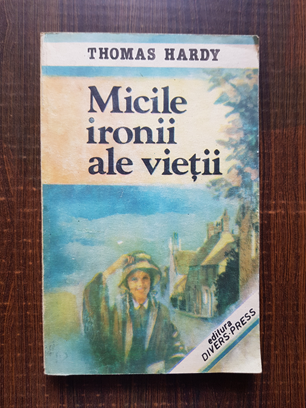 THOMAS HARDY
Micile
ironii
ale vieții
editura
DIVERS-PRESS